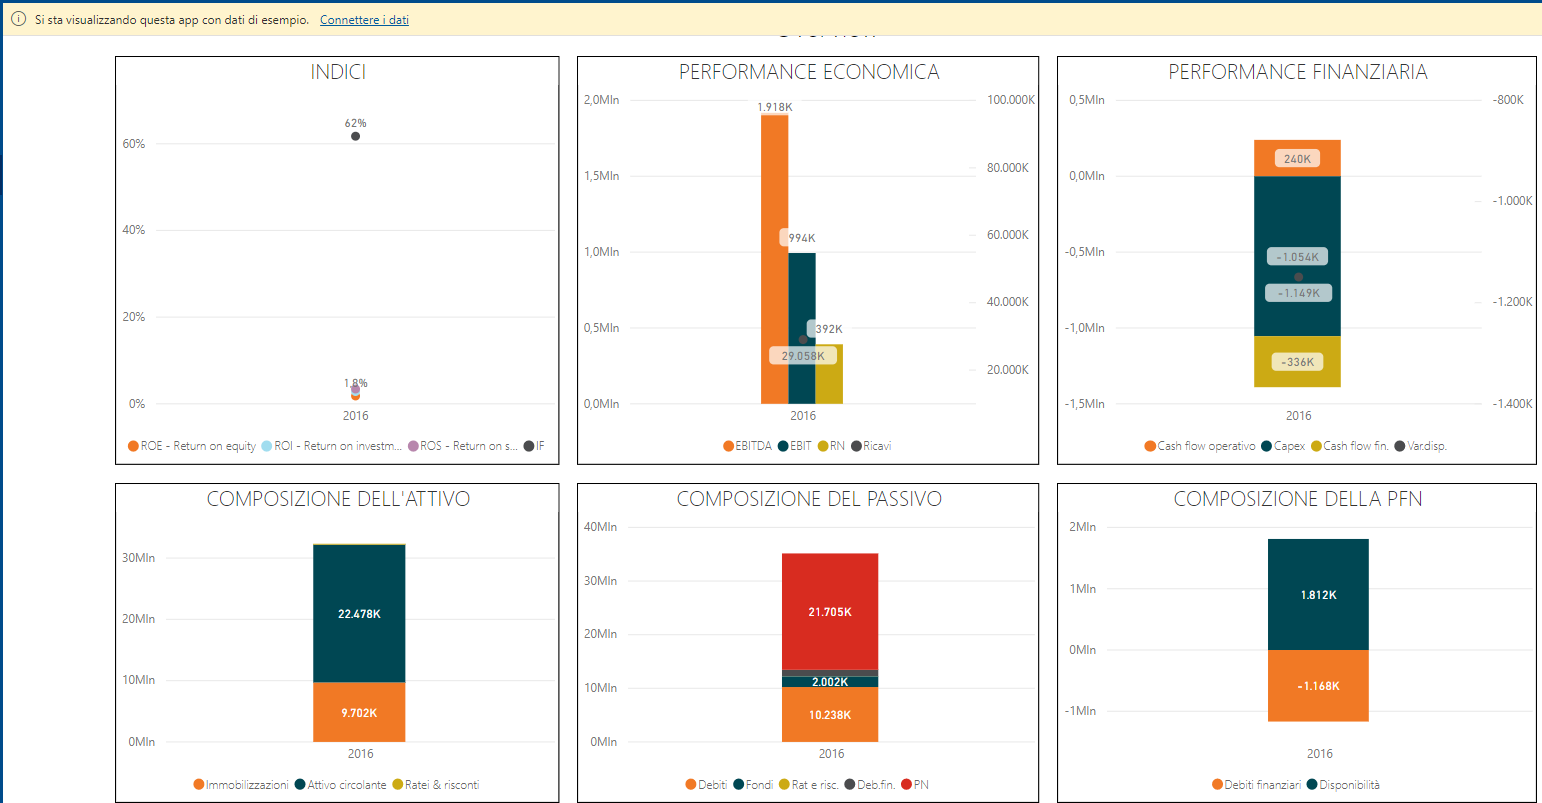 Si sta visualizzando questa app con dati di esempio. Connettere i dati
INDICI
62%
60%
40%
20%
1,8%
0%
2016
ROE - Return on equity ROI - Return on investm... ROS - Return on s... IF
PERFORMANCE ECONOMICA
2,0Mln 100.000K
1.918K
80.000K
1,5Mln
994K 60.000K
1,0Mln
40.000K
0,5Mln 392K
29.058K
20.000K
0,0Mln
2016
EBITDA EBIT RN Ricavi
PERFORMANCE FINANZIARIA
0,5Mln -800K
240K
0,0Mln
-1.000K
-0,5Mln -1.054K
-1.149K
-1.200K
-1,0Mln
-336K
-1,5Mln -1.400K
2016
Cash flow operativo Capex Cash flow fin. Var.disp.
COMPOSIZIONE DELL'ATTIVO
30Mln
22.478K
20Mln
10Mln
9.702K
0Mln
2016
Immobilizzazioni Attivo circolante Ratei & risconti
COMPOSIZIONE DEL PASSIVO
40Mln
30Mln
21.705K
20Mln
2.002K
10Mln
10.238K
0Mln
2016
Debiti Fondi Rat e risc. Deb.fin. PN
COMPOSIZIONE DELLA PFN
2Mln
1Mln
1.812K
0Mln
-1.168K
-1Mln
2016
Debiti finanziari Disponibilità